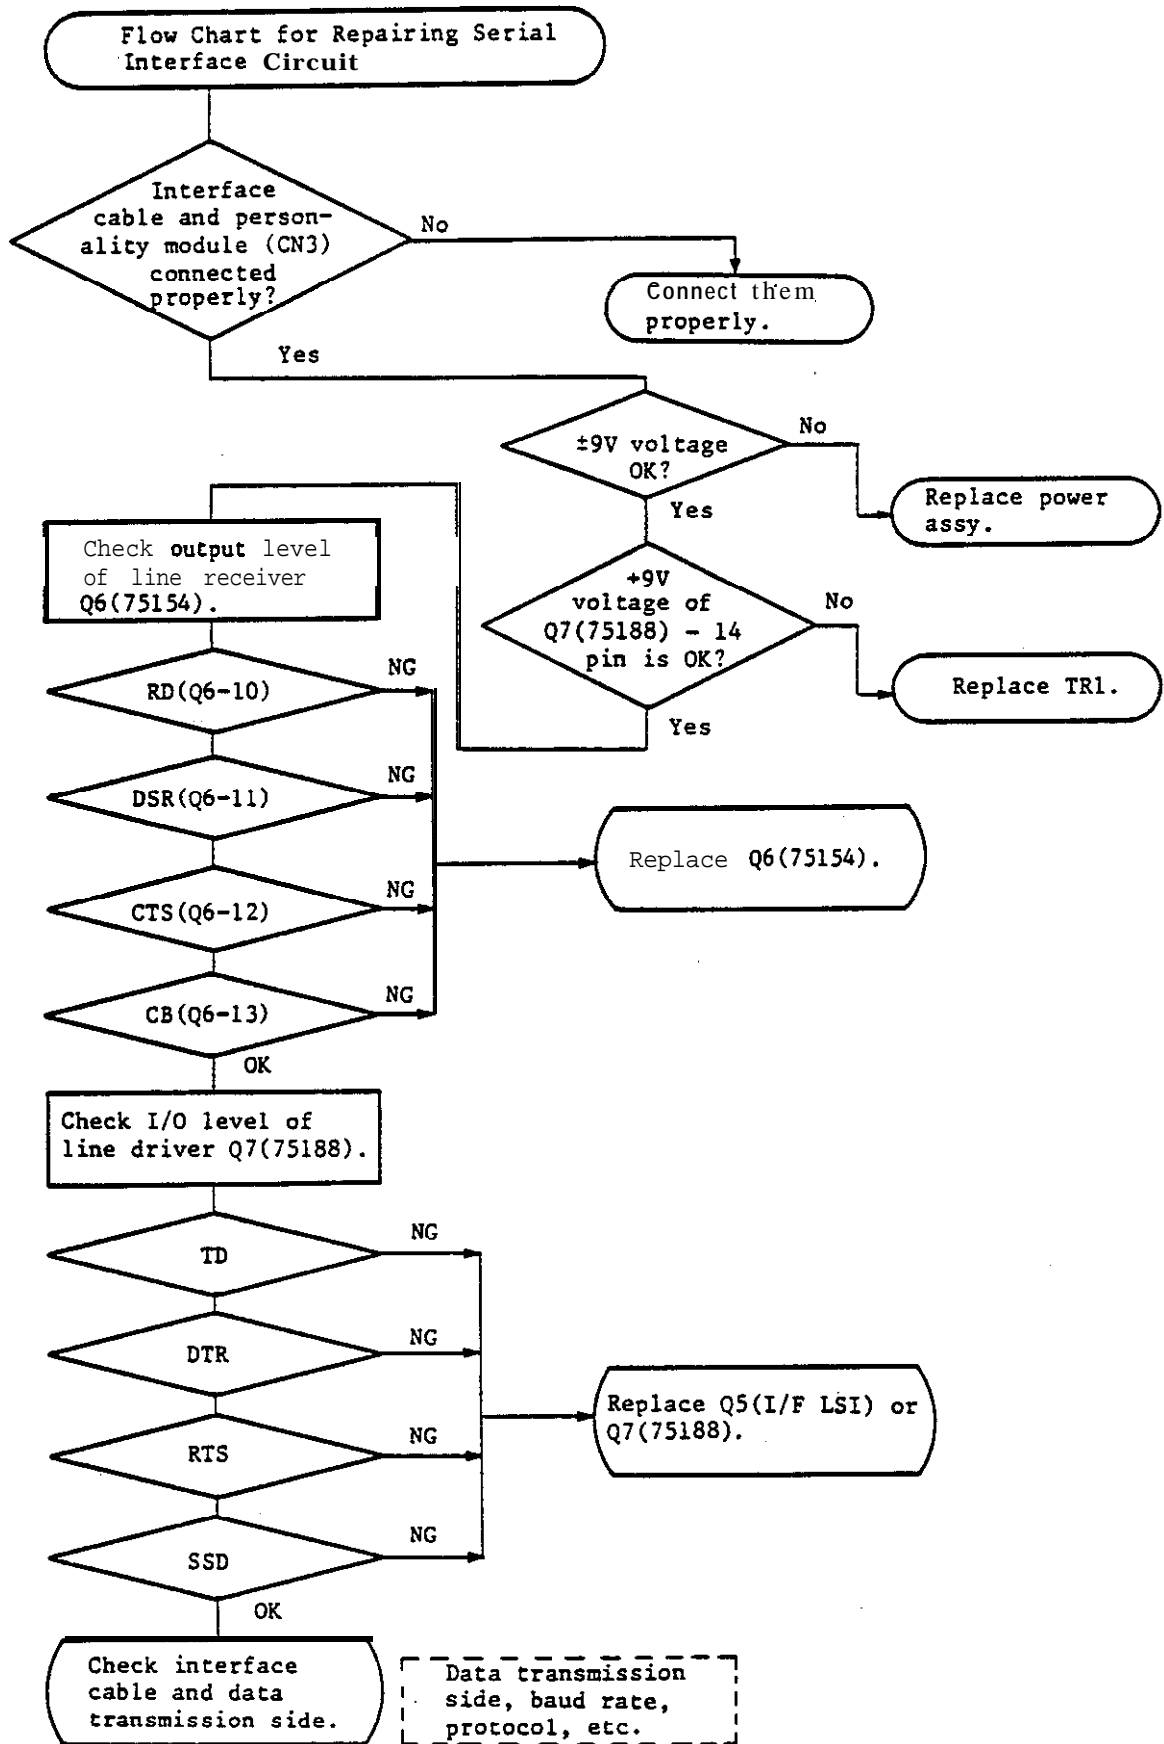 Flow Chart for Repairing Serial
Interface Circuit
Interface
cable and person-
ality module (CN3)
connected
properly?
No
Connect them
properly.
Yes
±9V voltage
OK?
No
Replace power
assy.
Yes
+9V
voltage of
Q7(75188) - 14
pin is OK?
No
Replace TR1.
Yes
Check output level
of line receiver
Q6(75154).
RD(Q6-10)
NG
DSR(Q6-11)
NG
CTS(Q6-12)
NG
CB(Q6-13)
NG
Replace Q6(75154).
OK
Check I/O level of
line driver Q7(75188).
TD
NG
DTR
NG
RTS
NG
SSD
NG
Replace Q5(I/F LSI) or
Q7(75188).
OK
Check interface
cable and data
transmission side.
Data transmission
side, baud rate,
protocol, etc.